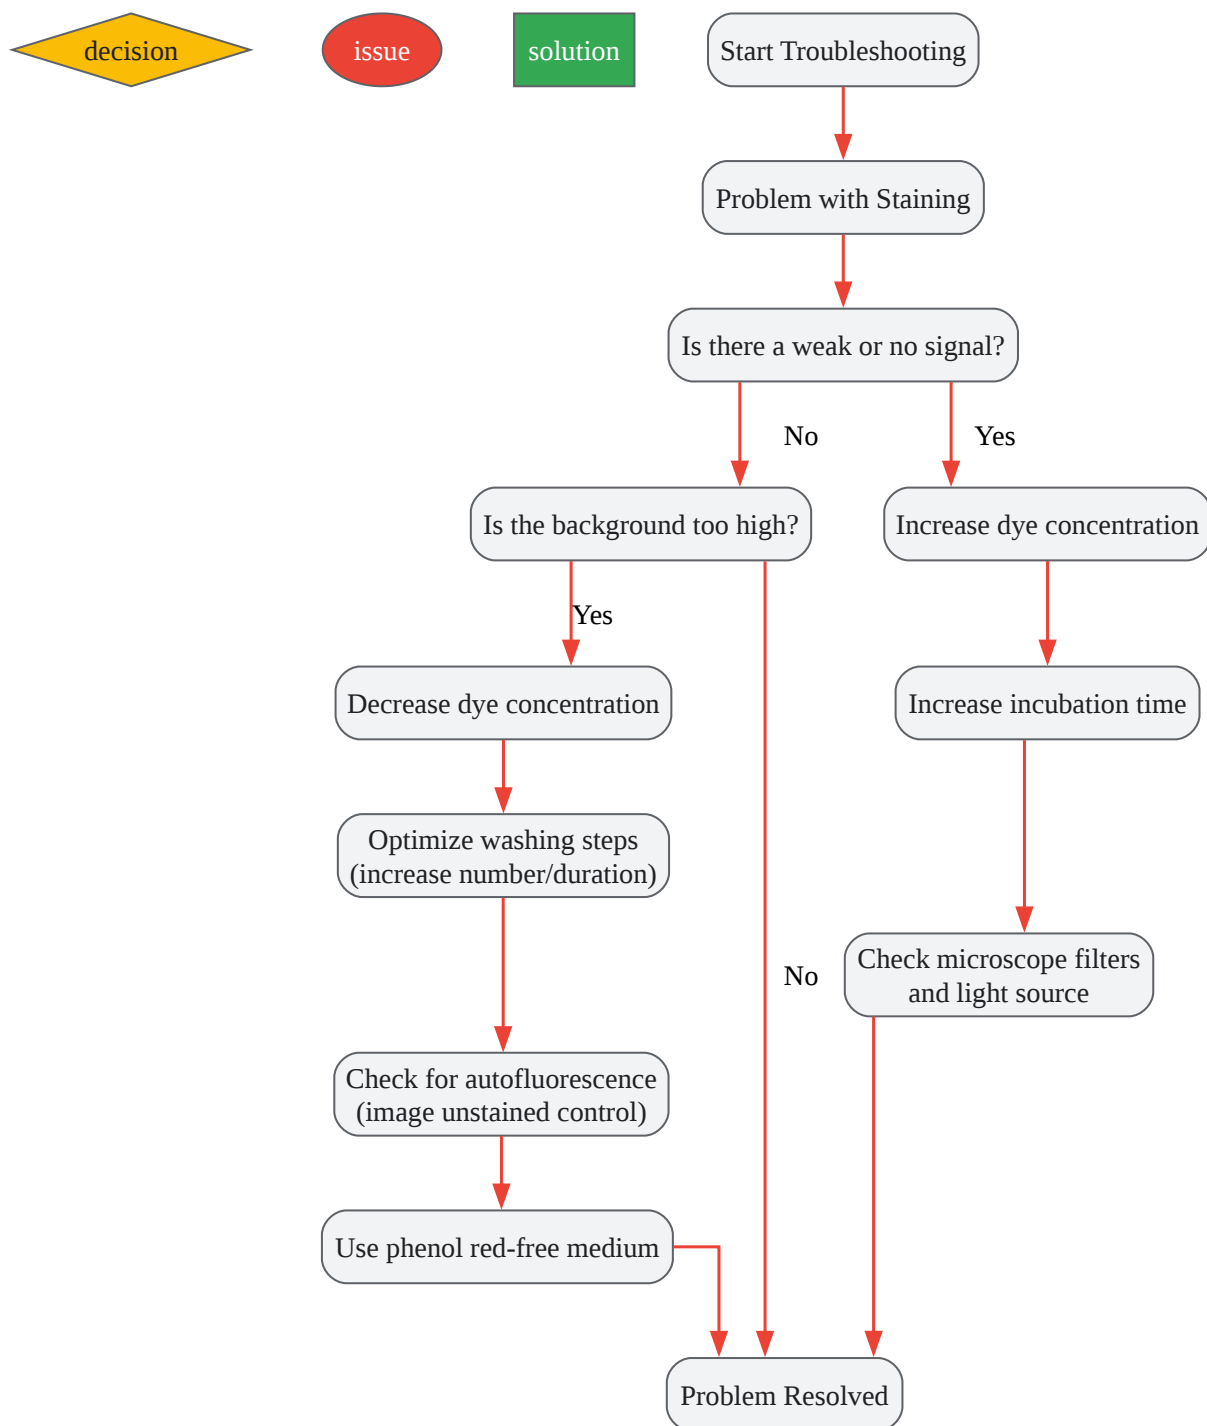 decision
issue
solution
Start Troubleshooting
Problem with Staining
Is there a weak or no signal?
No
Yes
Is the background too high?
Increase dye concentration
Yes
Decrease dye concentration
Increase incubation time
Optimize washing steps
(increase number/duration)
No
Check microscope filters
and light source
Check for autofluorescence
(image unstained control)
Use phenol red-free medium
Problem Resolved